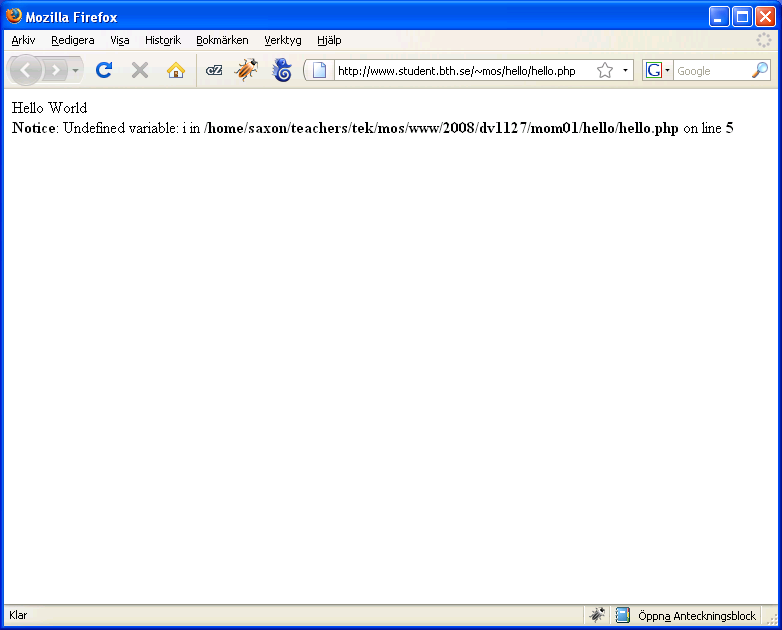 Mozilla Firefox
Arkiv Redigera Visa Historik Bokmärken Verktyg Hjälp
http://www.student.bth.se/~mos/hello/hello.php G Google
Hello World
Notice: Undefined variable: i in /home/saxon/teachers/tek/mos/www/2008/dv1127/mom01/hello/hello.php on line 5
Klar Öppna Anteckningsblock